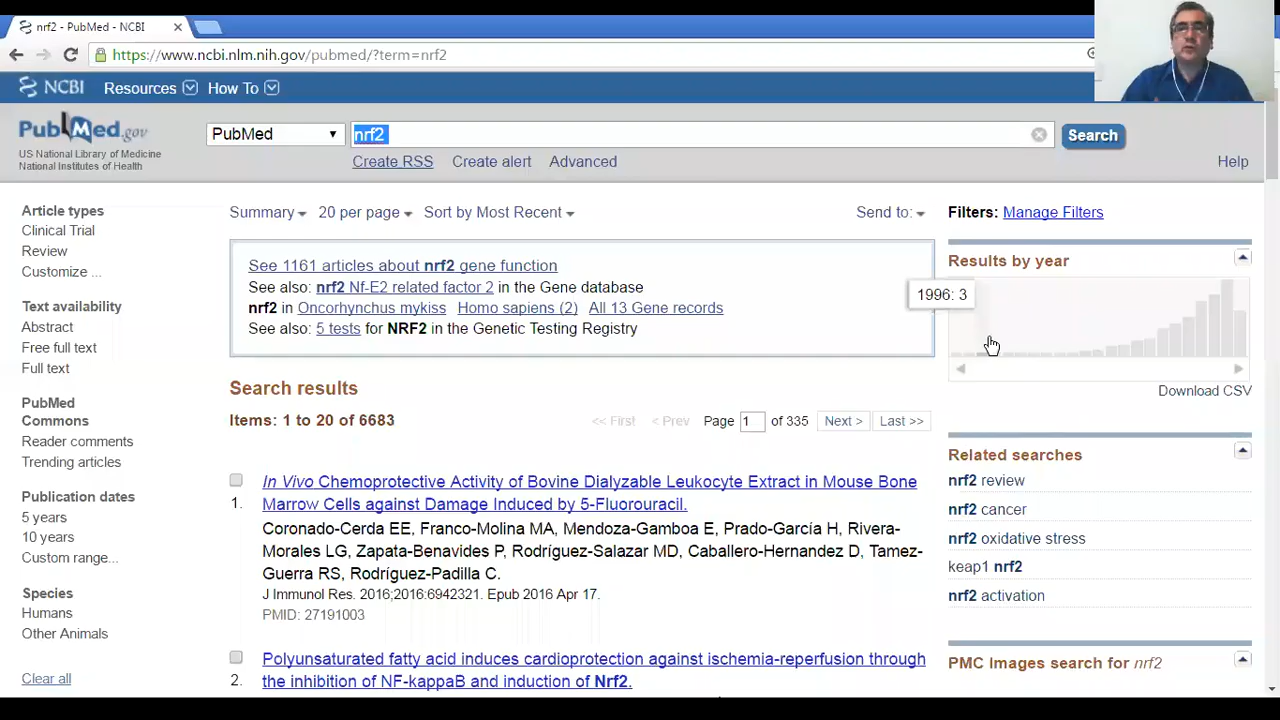 nrf2 - PubMed - NCBI
https://www.ncbi.nlm.nih.gov/pubmed/?term=nrf2
NCBI Resources How To
PubMed.gov
US National Library of Medicine
National Institutes of Health
PubMed
nrf2
Search
Create RSS Create alert Advanced
Help
Article types
Clinical Trial
Review
Customize ...
Text availability
Abstract
Free full text
Full text
PubMed
Commons
Reader comments
Trending articles
Publication dates
5 years
10 years
Custom range...
Species
Humans
Other Animals
Clear all
Summary 20 per page Sort by Most Recent Send to:
See 1161 articles about nrf2 gene function
See also: nrf2 Nf-E2 related factor 2 in the Gene database
nrf2 in Oncorhynchus mykiss Homo sapiens (2) All 13 Gene records
See also: 5 tests for NRF2 in the Genetic Testing Registry
Search results
Items: 1 to 20 of 6683
<< First < Prev Page 1 of 335 Next > Last >>
1. In Vivo Chemoprotective Activity of Bovine Dialyzable Leukocyte Extract in Mouse Bone
Marrow Cells against Damage Induced by 5-Fluorouracil.
Coronado-Cerda EE, Franco-Molina MA, Mendoza-Gamboa E, Prado-García H, Rivera-
Morales LG, Zapata-Benavides P, Rodríguez-Salazar MD, Caballero-Hernandez D, Tamez-
Guerra RS, Rodríguez-Padilla C.
J Immunol Res. 2016;2016:6942321. Epub 2016 Apr 17.
PMID: 27191003
2. Polyunsaturated fatty acid induces cardioprotection against ischemia-reperfusion through
the inhibition of NF-kappaB and induction of Nrf2.
Filters: Manage Filters
Results by year
1996: 3
Download CSV
Related searches
nrf2 review
nrf2 cancer
nrf2 oxidative stress
keap1 nrf2
nrf2 activation
PMC Images search for nrf2